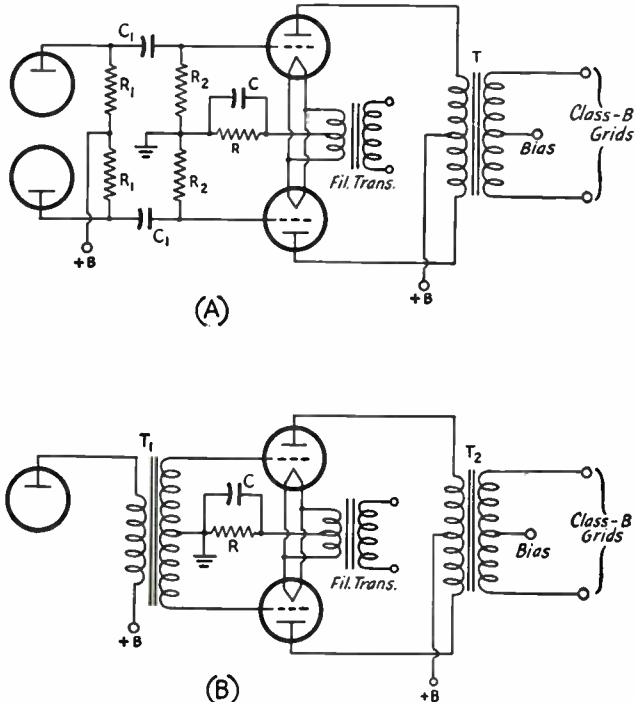 C1
R1
R2
C
R
Fil. Trans.
T
Class-B
Grids
Bias
R1
R2
C1
+B
+B
(A)
T1
C
R
Fil. Trans.
T2
Class-B
Grids
Bias
+B
+B
(B)